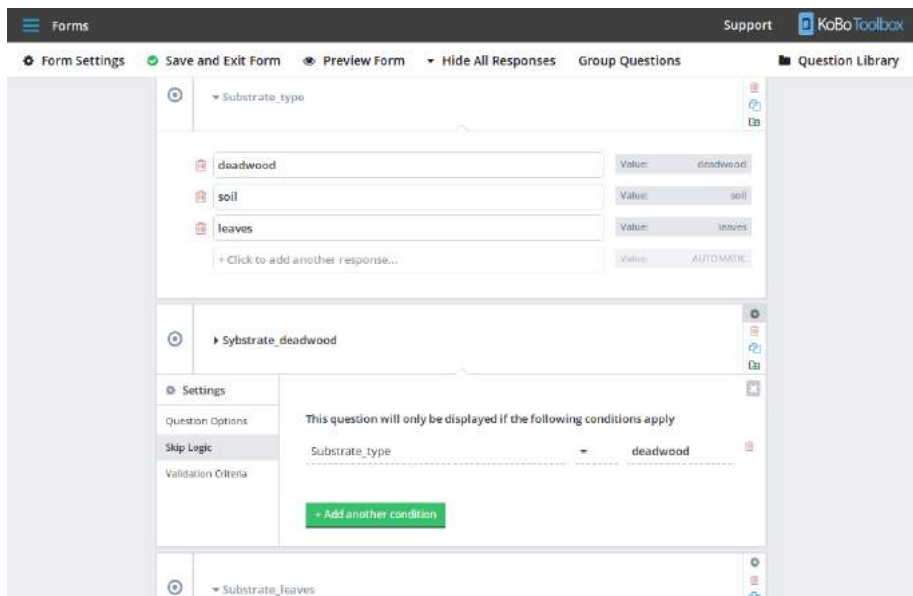 Forms
Support
KoBoToolbox
Form Settings
Save and Exit Form
Preview Form
Hide All Responses
Group Questions
Question Library
Substrate_type
deadwood
Value: deadwood
soil
Value: soil
leaves
Value: leaves
+ Click to add another response...
Value: AUTOMATIC
Sybstrate_deadwood
Settings
Question Options
This question will only be displayed if the following conditions apply
Skip Logic
Substrate_type = deadwood
Validation Criteria
+ Add another condition
Substrate_leaves